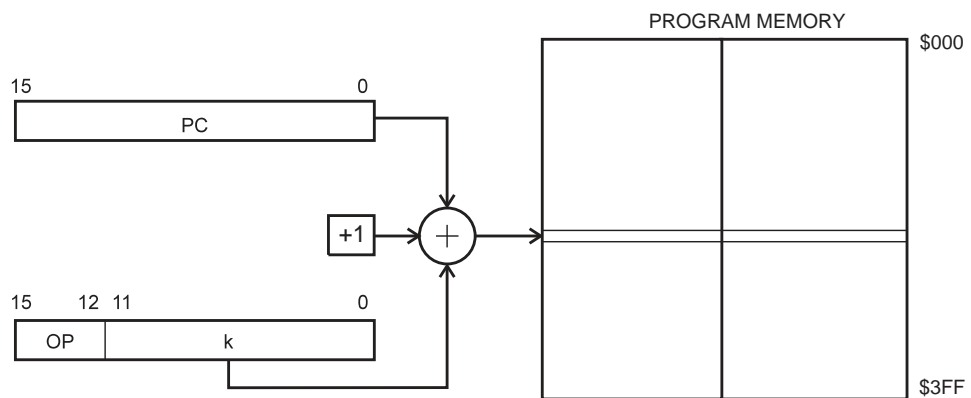 PROGRAM MEMORY
$000
15 0
PC
+1
+
15 12 11 0
OP k
$3FF